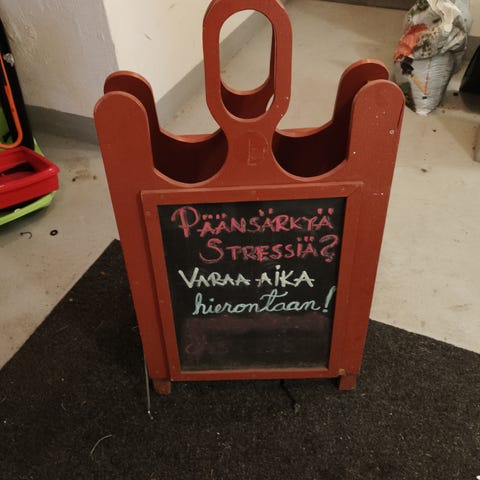 PÄÄNSÄRKYÄ
STRESSIÄ?
VARAA AIKA
hierontaan!